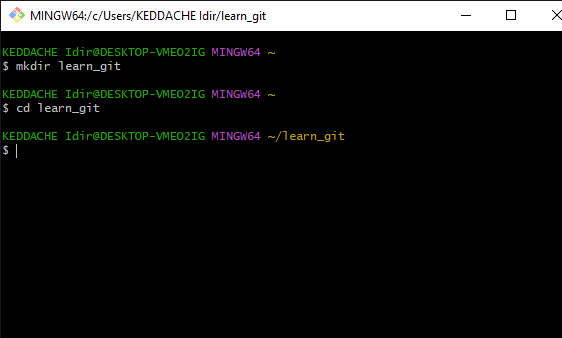 MINGW64:/c/Users/KEDDACHE Idir/learn_git
KEDDACHE Idir@DESKTOP-VMEO2IG MINGW64 ~
$ mkdir learn_git
KEDDACHE Idir@DESKTOP-VMEO2IG MINGW64 ~
$ cd learn_git
KEDDACHE Idir@DESKTOP-VMEO2IG MINGW64 ~/learn_git
$